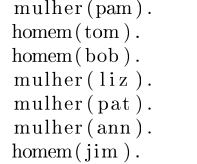 mulher(pam).
homem(tom).
homem(bob).
mulher(liz).
mulher(pat).
mulher(ann).
homem(jim).